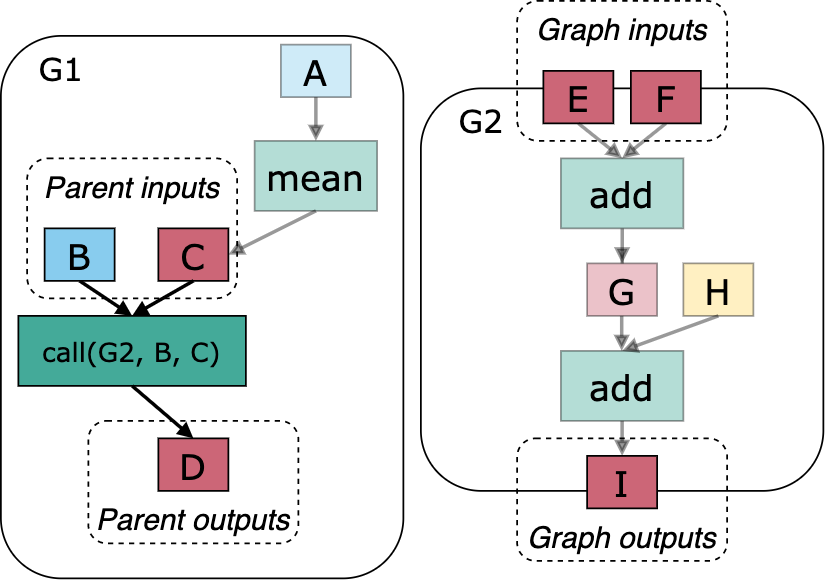 G1
A
mean
Parent inputs
B
C
call(G2, B, C)
D
Parent outputs
Graph inputs
E
F
G2
add
G
H
add
I
Graph outputs